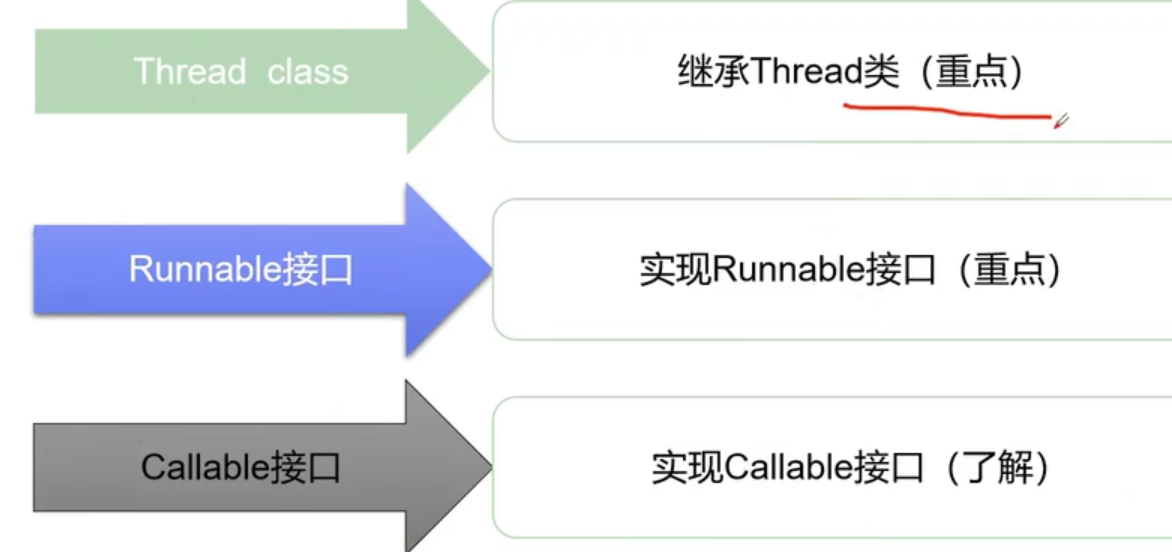 Thread class
继承Thread类（重点）
Runnable接口
实现Runnable接口（重点）
Callable接口
实现Callable接口（了解）